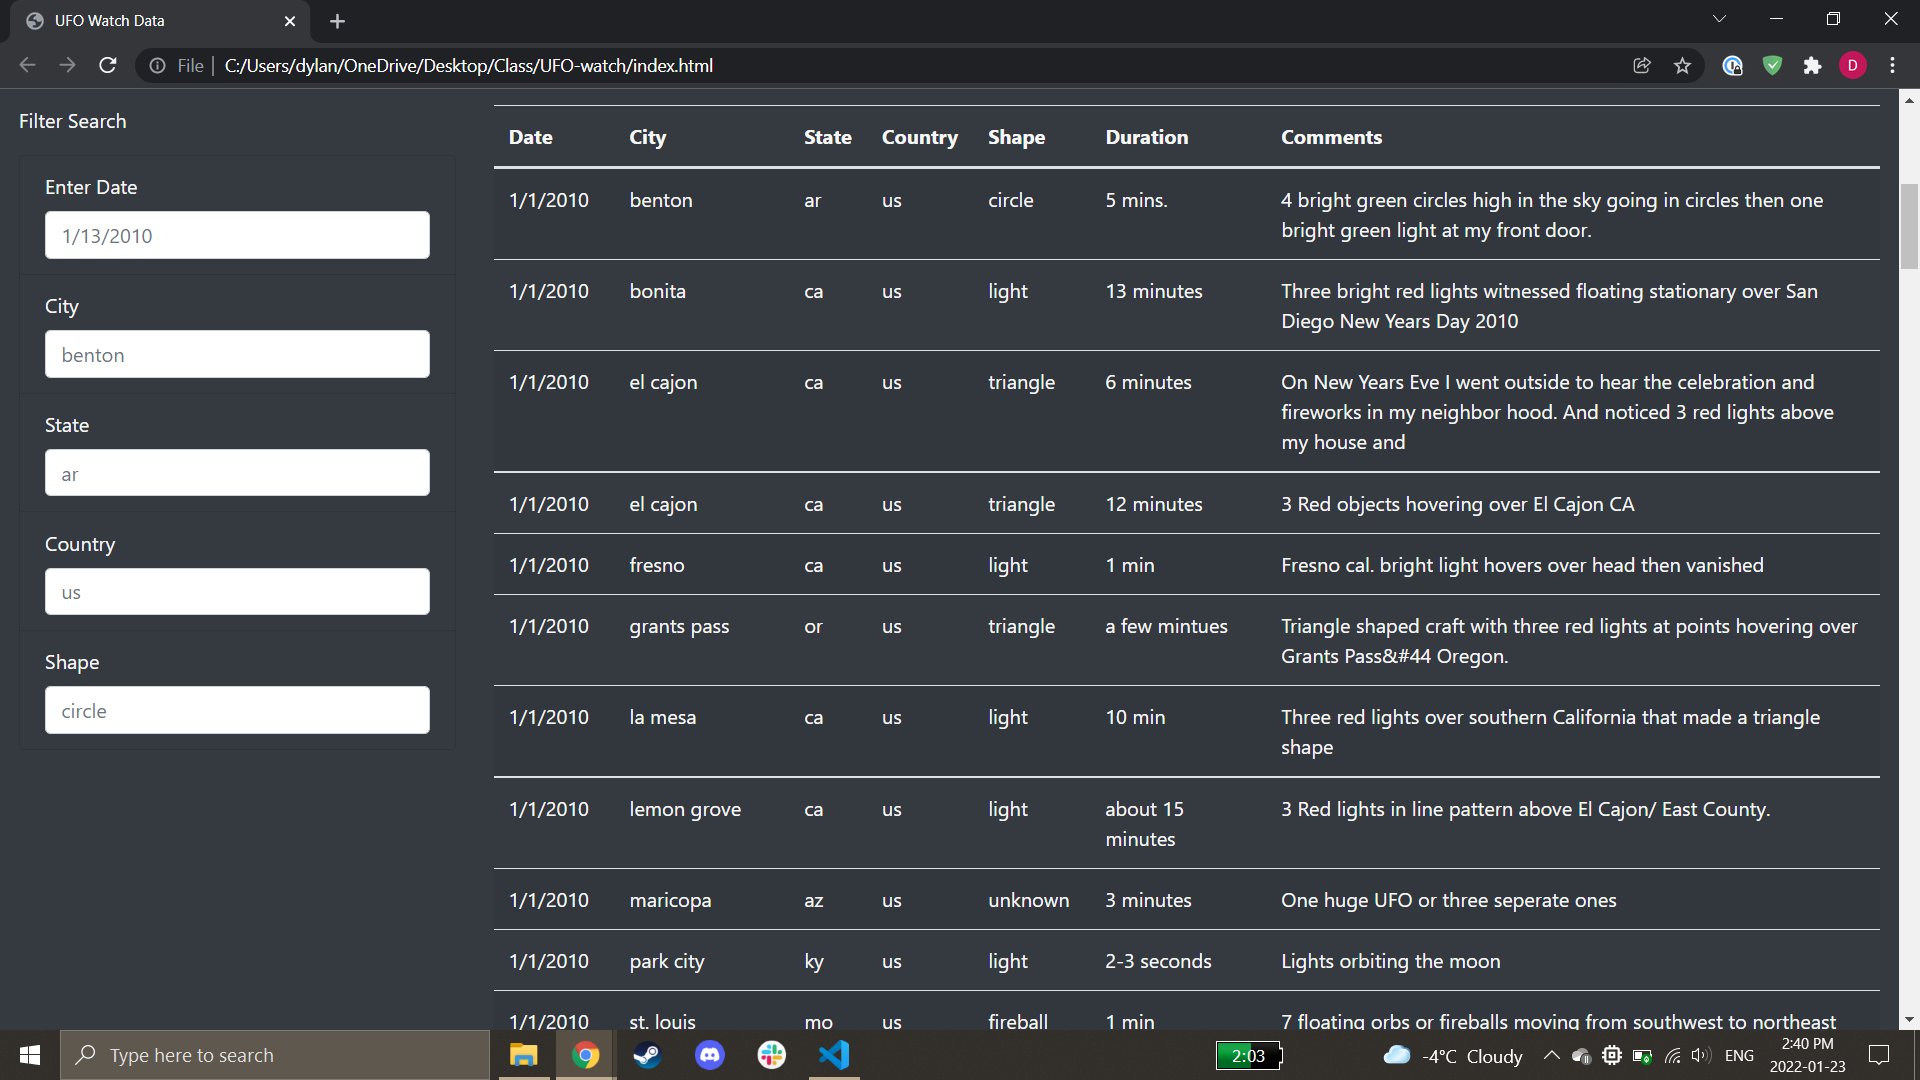 UFO Watch Data
File | C:/Users/dylan/OneDrive/Desktop/Class/UFO-watch/index.html
D
Filter Search
Enter Date
1/13/2010
City
benton
State
ar
Country
us
Shape
circle
Date City State Country Shape Duration Comments
1/1/2010 benton ar us circle 5 mins. 4 bright green circles high in the sky going in circles then one
bright green light at my front door.
1/1/2010 bonita ca us light 13 minutes Three bright red lights witnessed floating stationary over San
Diego New Years Day 2010
1/1/2010 el cajon ca us triangle 6 minutes On New Years Eve I went outside to hear the celebration and
fireworks in my neighbor hood. And noticed 3 red lights above
my house and
1/1/2010 el cajon ca us triangle 12 minutes 3 Red objects hovering over El Cajon CA
1/1/2010 fresno ca us light 1 min Fresno cal. bright light hovers over head then vanished
1/1/2010 grants pass or us triangle a few mintues Triangle shaped craft with three red lights at points hovering over
Grants Pass&#44 Oregon.
1/1/2010 la mesa ca us light 10 min Three red lights over southern California that made a triangle
shape
1/1/2010 lemon grove ca us light about 15 3 Red lights in line pattern above El Cajon/ East County.
minutes
1/1/2010 maricopa az us unknown 3 minutes One huge UFO or three seperate ones
1/1/2010 park city ky us light 2-3 seconds Lights orbiting the moon
1/1/2010 st. louis mo us fireball 1 min 7 floating orbs or fireballs moving from southwest to northeast
Type here to search
2:03
-4°C Cloudy
ENG
2:40 PM
2022-01-23